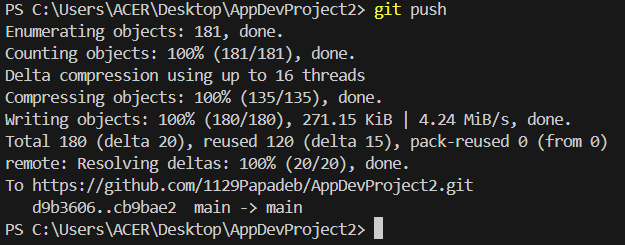 PS C:\Users\ACER\Desktop\AppDevProject2> git push
Enumerating objects: 181, done.
Counting objects: 100% (181/181), done.
Delta compression using up to 16 threads
Compressing objects: 100% (135/135), done.
Writing objects: 100% (180/180), 271.15 KiB | 4.24 MiB/s, done.
Total 180 (delta 20), reused 120 (delta 15), pack-reused 0 (from 0)
remote: Resolving deltas: 100% (20/20), done.
To https://github.com/1129Papadeb/AppDevProject2.git
   d9b3606..cb9bae2  main -> main
PS C:\Users\ACER\Desktop\AppDevProject2>